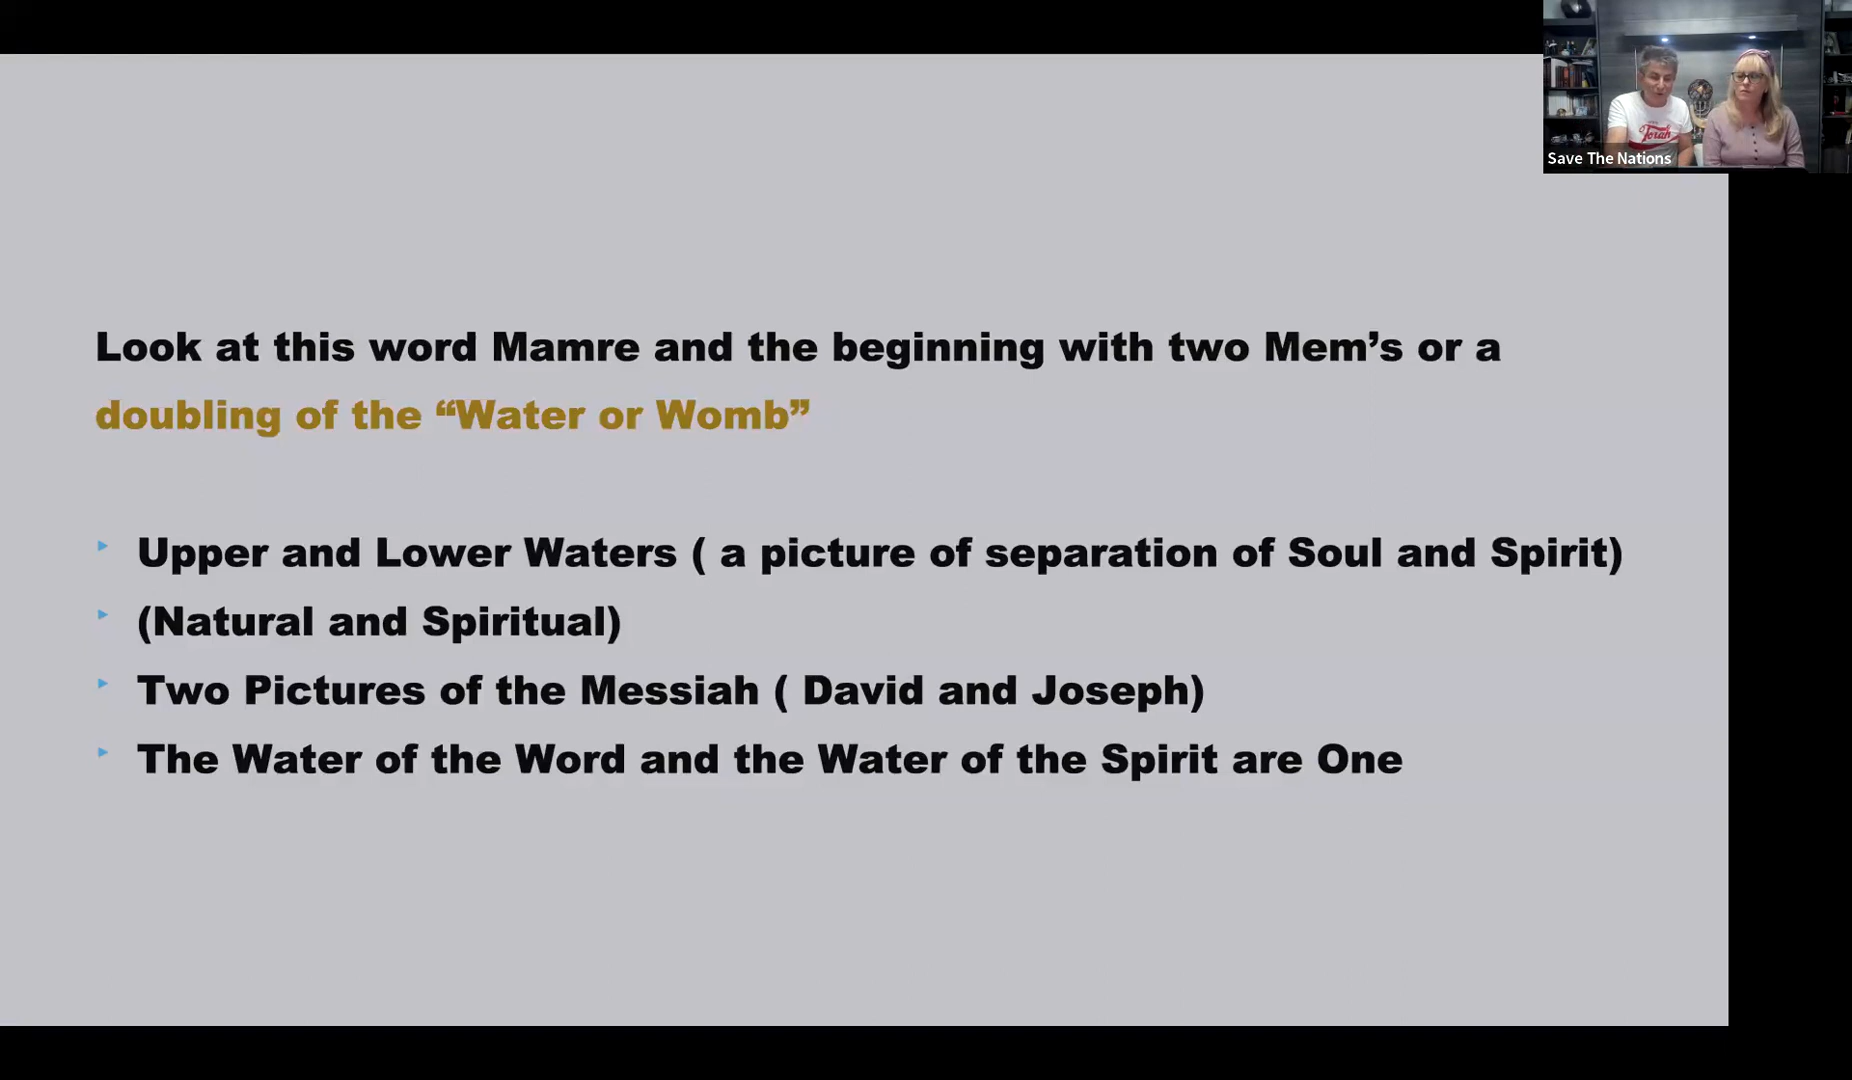 Save The Nations
Torah
Look at this word Mamre and the beginning with two Mem’s or a
doubling of the “Water or Womb”
Upper and Lower Waters ( a picture of separation of Soul and Spirit)
(Natural and Spiritual)
Two Pictures of the Messiah ( David and Joseph)
The Water of the Word and the Water of the Spirit are One